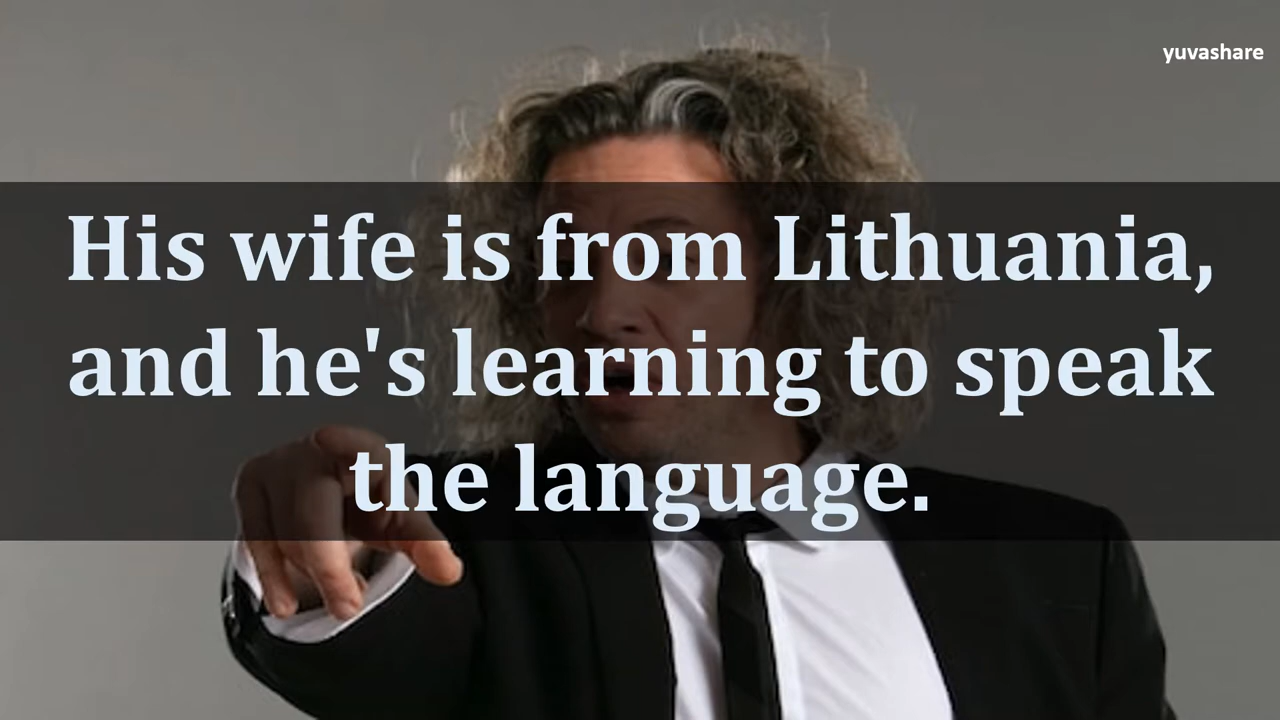 yuvashare
His wife is from Lithuania,
and he's learning to speak
the language.